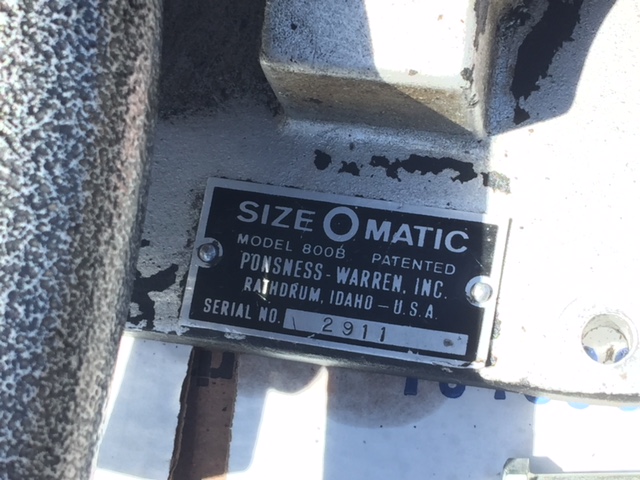 SIZE O MATIC
MODEL 800B PATENTED
PONSNESS-WARREN, INC.
RATHDRUM, IDAHO-U.S.A.
SERIAL NO. 2911